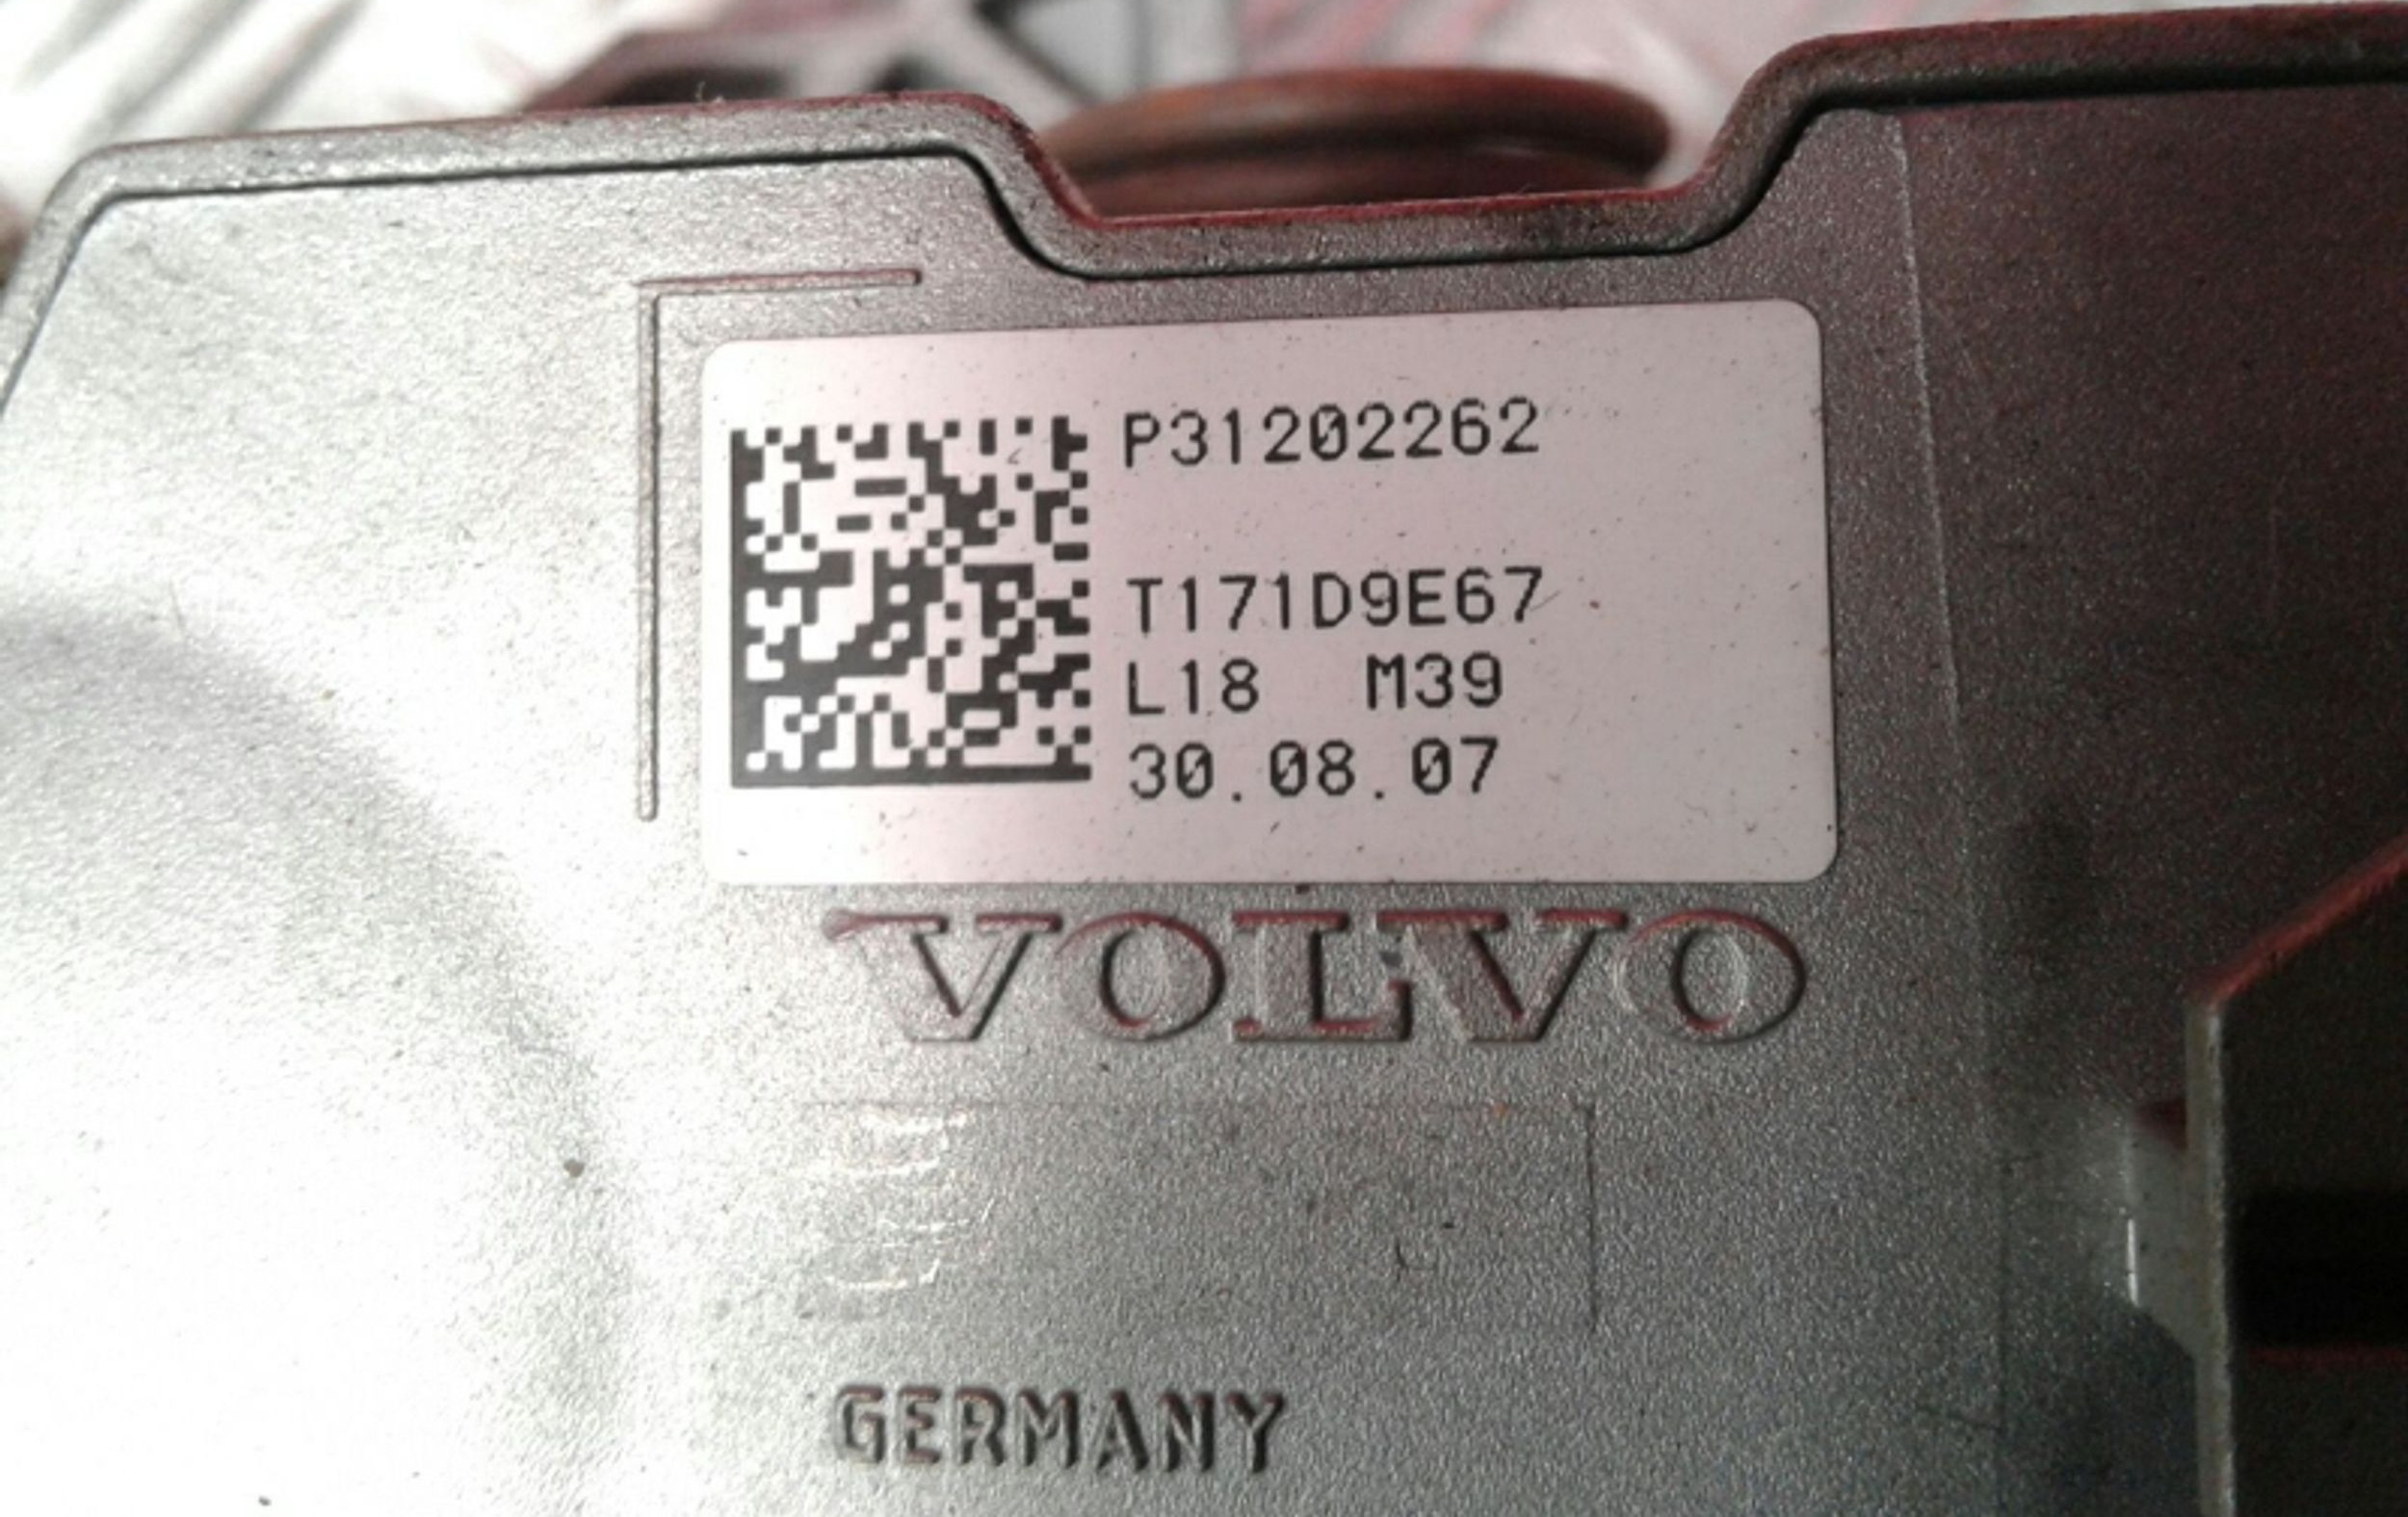 P31202262
T171D9E67
L18 M39
30.08.07
VOLVO
GERMANY